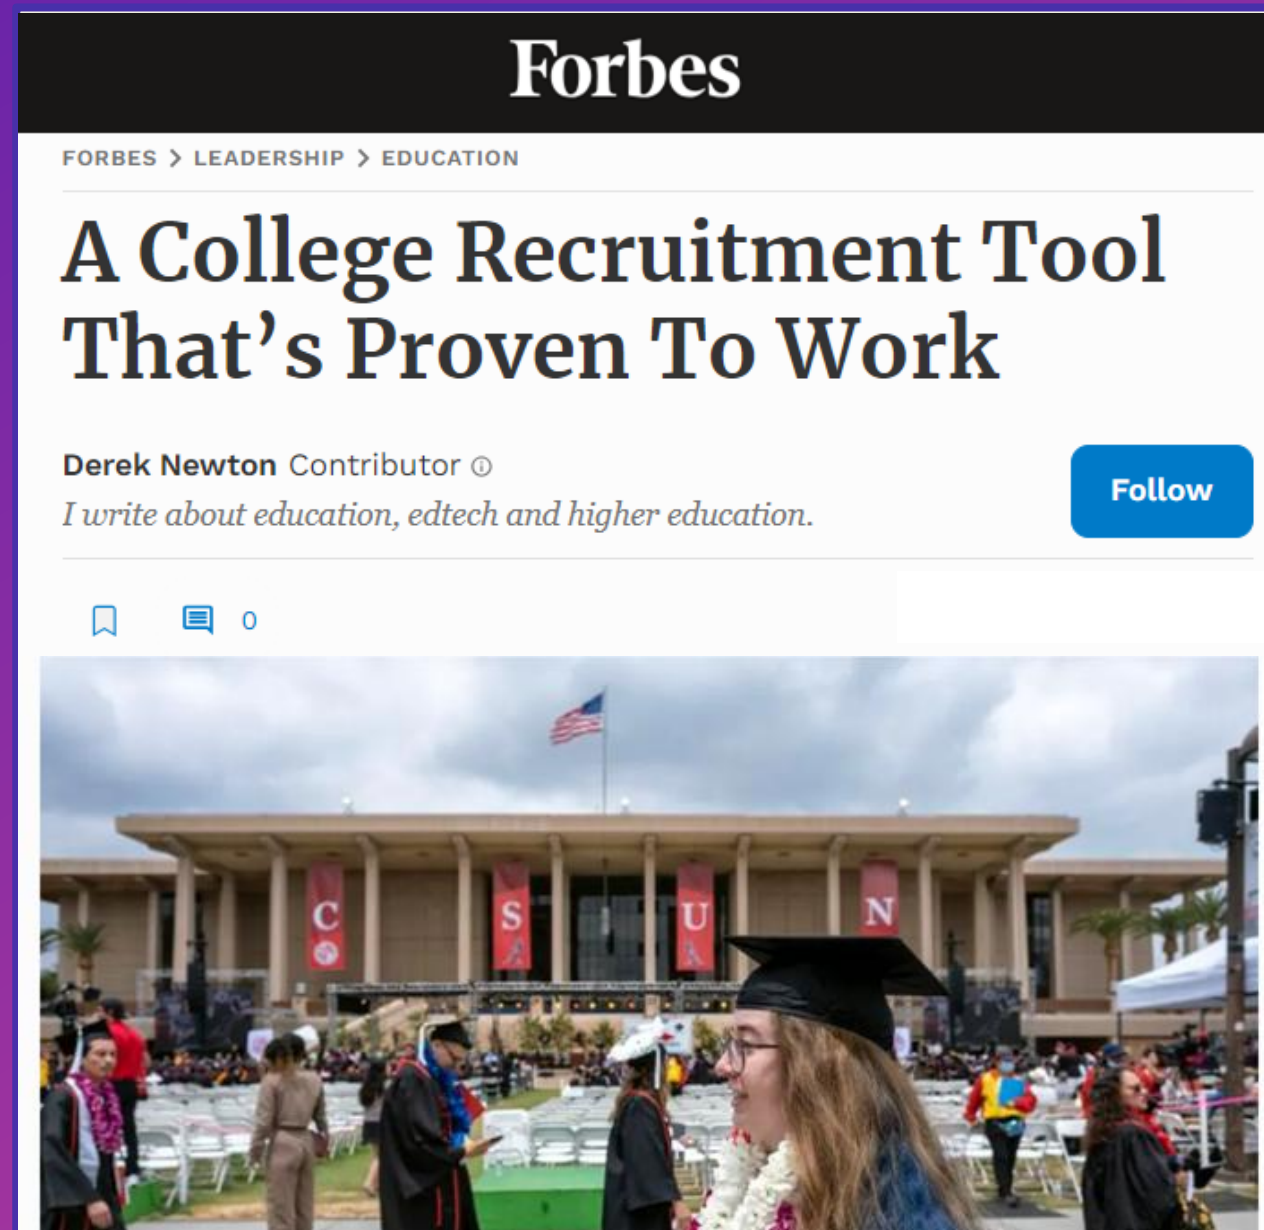 Forbes
FORBES > LEADERSHIP > EDUCATION
A College Recruitment Tool
That’s Proven To Work
Derek Newton Contributor ⓘ
Follow
I write about education, edtech and higher education.
0
C S U N